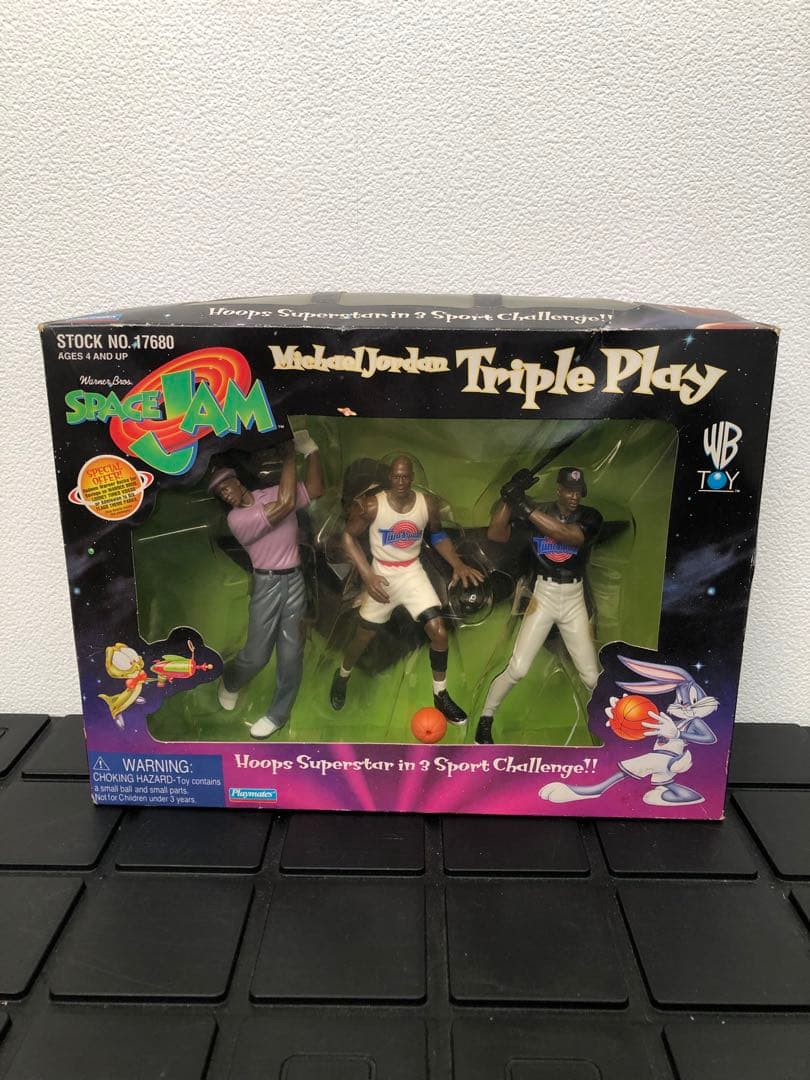 Hoops Superstar in 3 Sport Challenge!!
STOCK NO. 17680
AGES 4 AND UP
Michael Jordan Triple Play
Warner Bros.
SPACE JAM
TM
WB
TOY
SPECIAL
OFFER!
Tune Squad
WARNING:
CHOKING HAZARD-Toy contains
a small ball and small parts.
Not for Children under 3 years.
Playmates
Hoops Superstar in 3 Sport Challenge!!